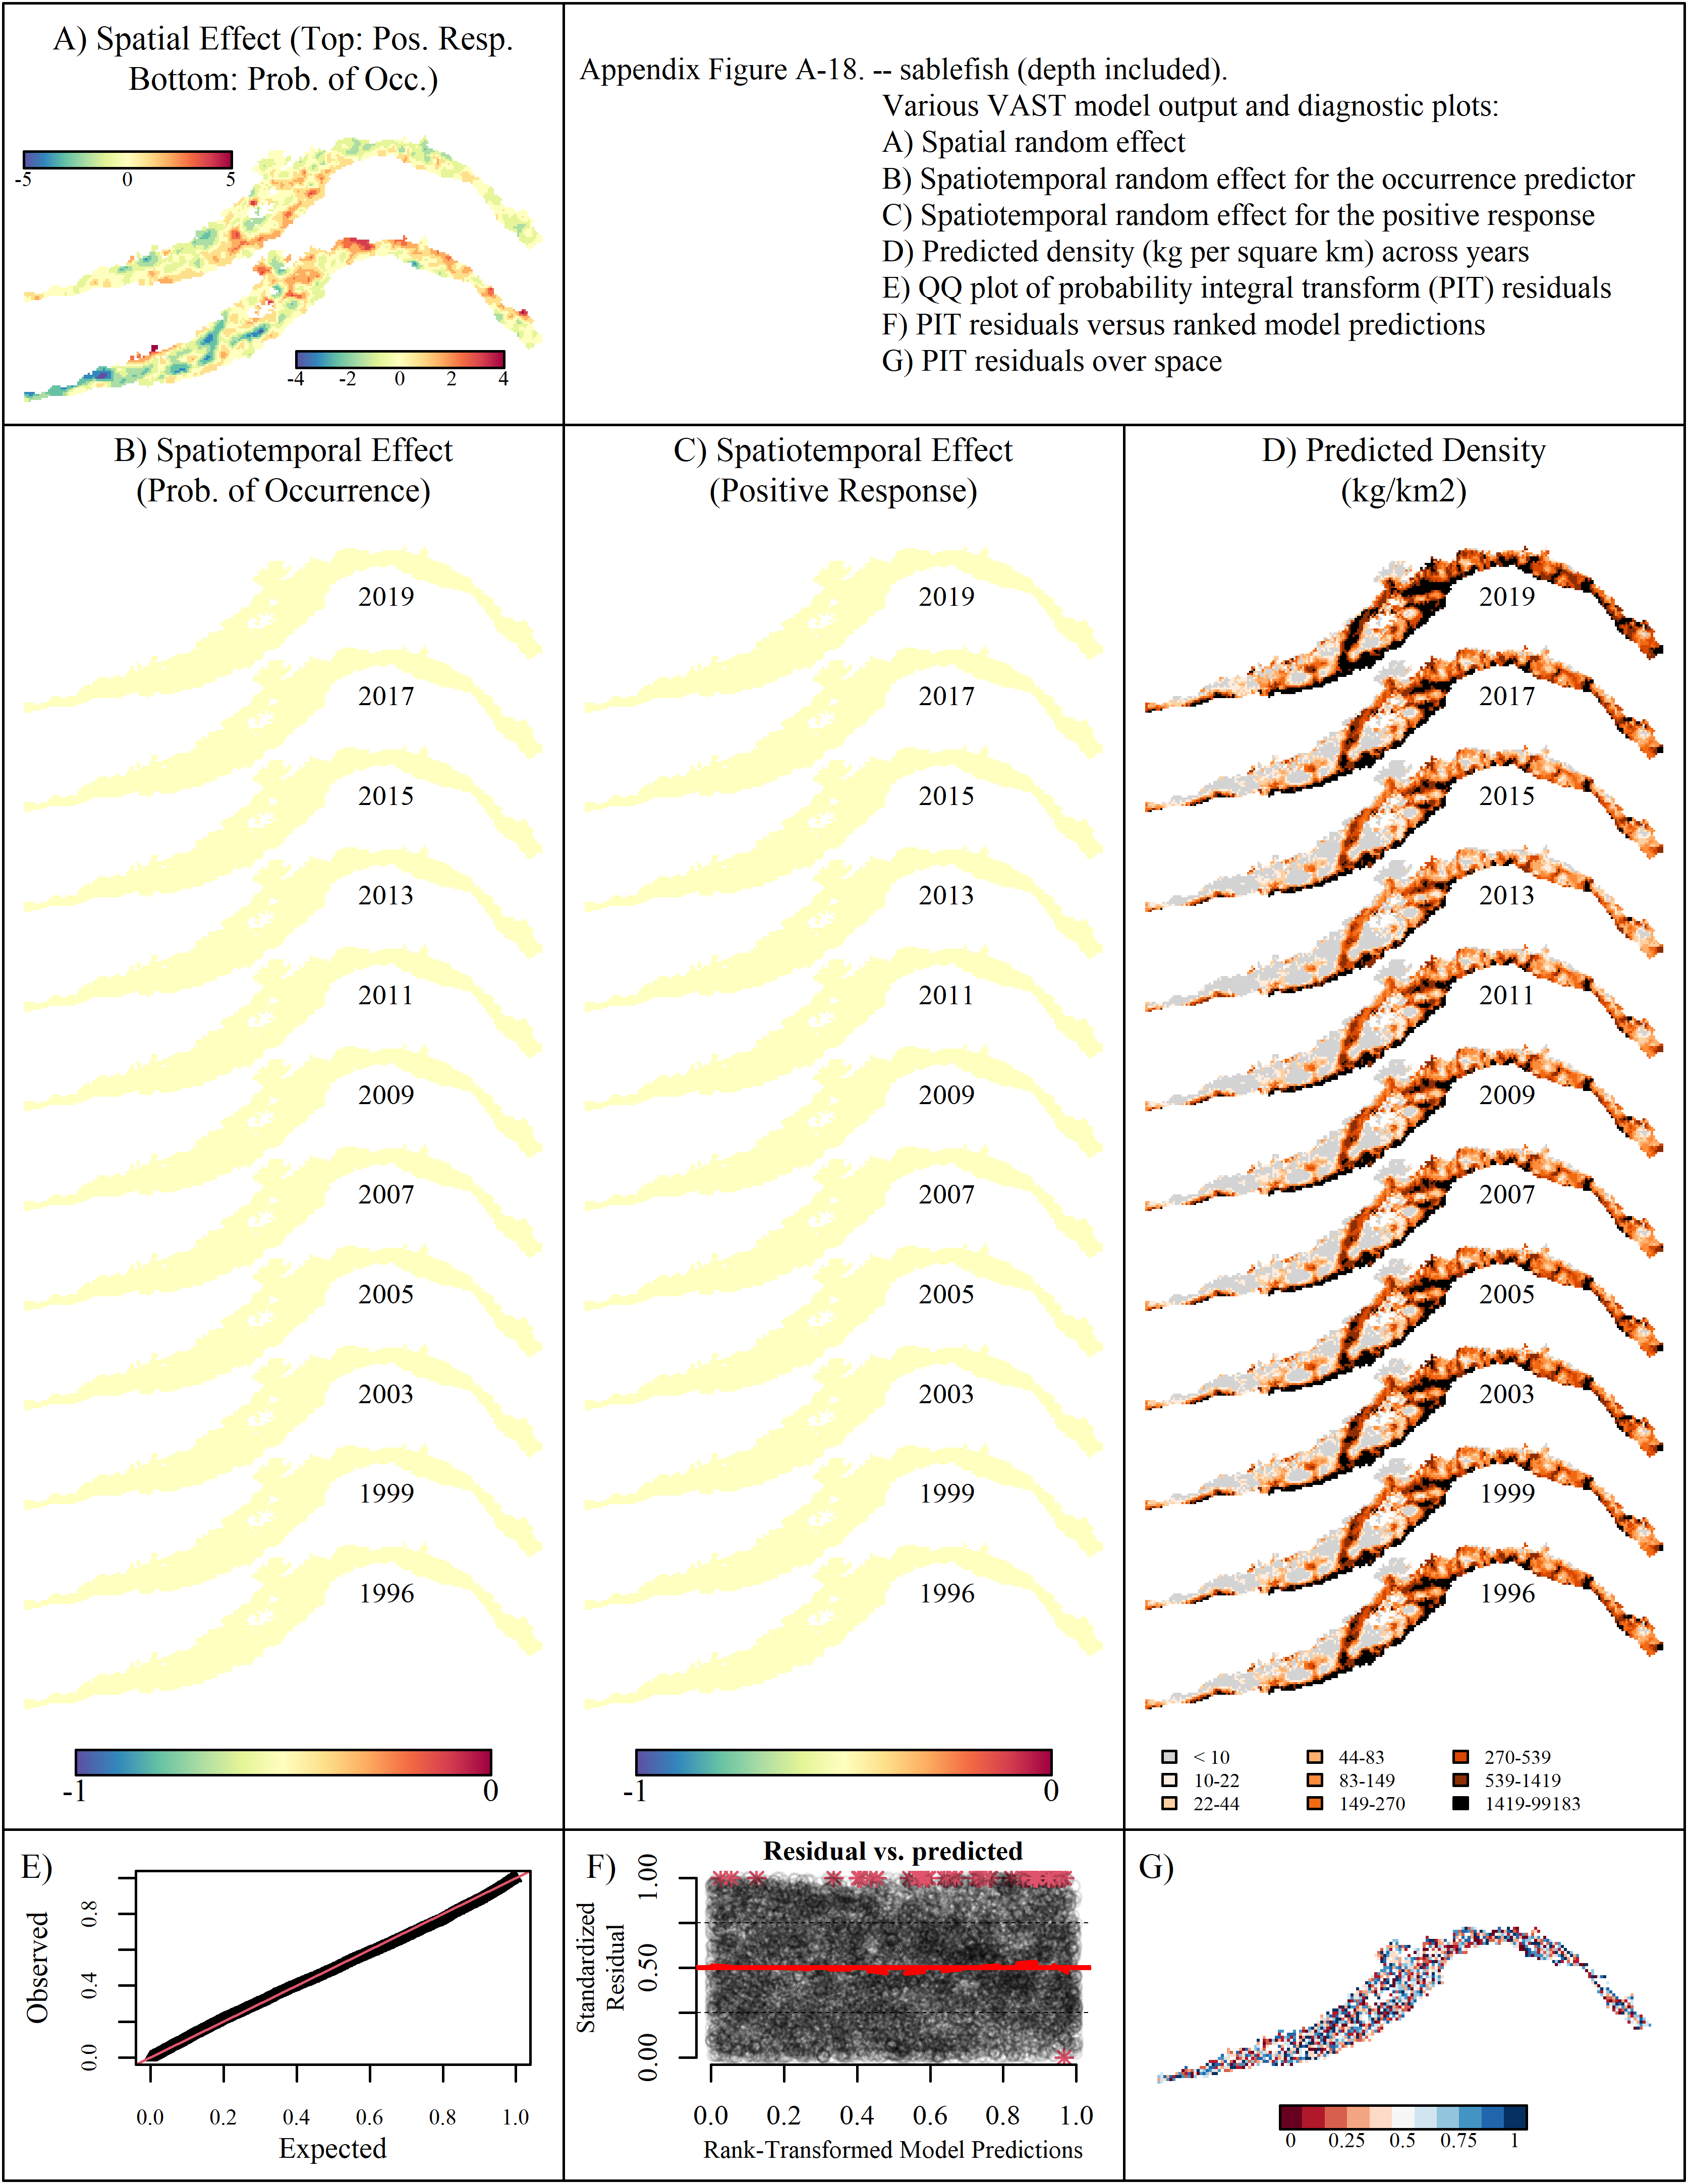 A) Spatial Effect (Top: Pos. Resp.
Bottom: Prob. of Occ.)
-5 0 5
-4 -2 0 2 4
Appendix Figure A-18. -- sablefish (depth included).
Various VAST model output and diagnostic plots:
A) Spatial random effect
B) Spatiotemporal random effect for the occurrence predictor
C) Spatiotemporal random effect for the positive response
D) Predicted density (kg per square km) across years
E) QQ plot of probability integral transform (PIT) residuals
F) PIT residuals versus ranked model predictions
G) PIT residuals over space
B) Spatiotemporal Effect
(Prob. of Occurrence)
2019
2017
2015
2013
2011
2009
2007
2005
2003
1999
1996
-1 0
C) Spatiotemporal Effect
(Positive Response)
2019
2017
2015
2013
2011
2009
2007
2005
2003
1999
1996
-1 0
D) Predicted Density
(kg/km2)
2019
2017
2015
2013
2011
2009
2007
2005
2003
1999
1996
< 10 44-83 270-539
10-22 83-149 539-1419
22-44 149-270 1419-99183
E)
Observed
0.0 0.4 0.8
0.0 0.2 0.4 0.6 0.8 1.0
Expected
F)
Residual vs. predicted
Standardized
Residual
0.00 0.50 1.00
0.0 0.2 0.4 0.6 0.8 1.0
Rank-Transformed Model Predictions
G)
0 0.25 0.5 0.75 1